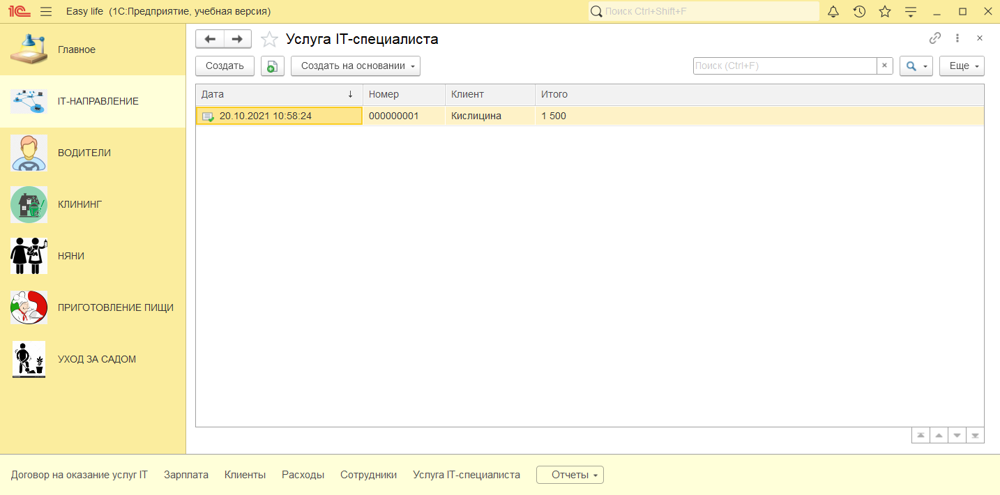 1С Easy life (1С:Предприятие, учебная версия) Поиск Ctrl+Shift+F
Главное
IT-НАПРАВЛЕНИЕ
ВОДИТЕЛИ
КЛИНИНГ
НЯНИ
ПРИГОТОВЛЕНИЕ ПИЩИ
УХОД ЗА САДОМ
Услуга IT-специалиста
Создать Создать на основании Поиск (Ctrl+F) × Еще
Дата ↓ Номер Клиент Итого
20.10.2021 10:58:24 000000001 Кислицина 1 500
Договор на оказание услуг IT Зарплата Клиенты Расходы Сотрудники Услуга IT-специалиста Отчеты